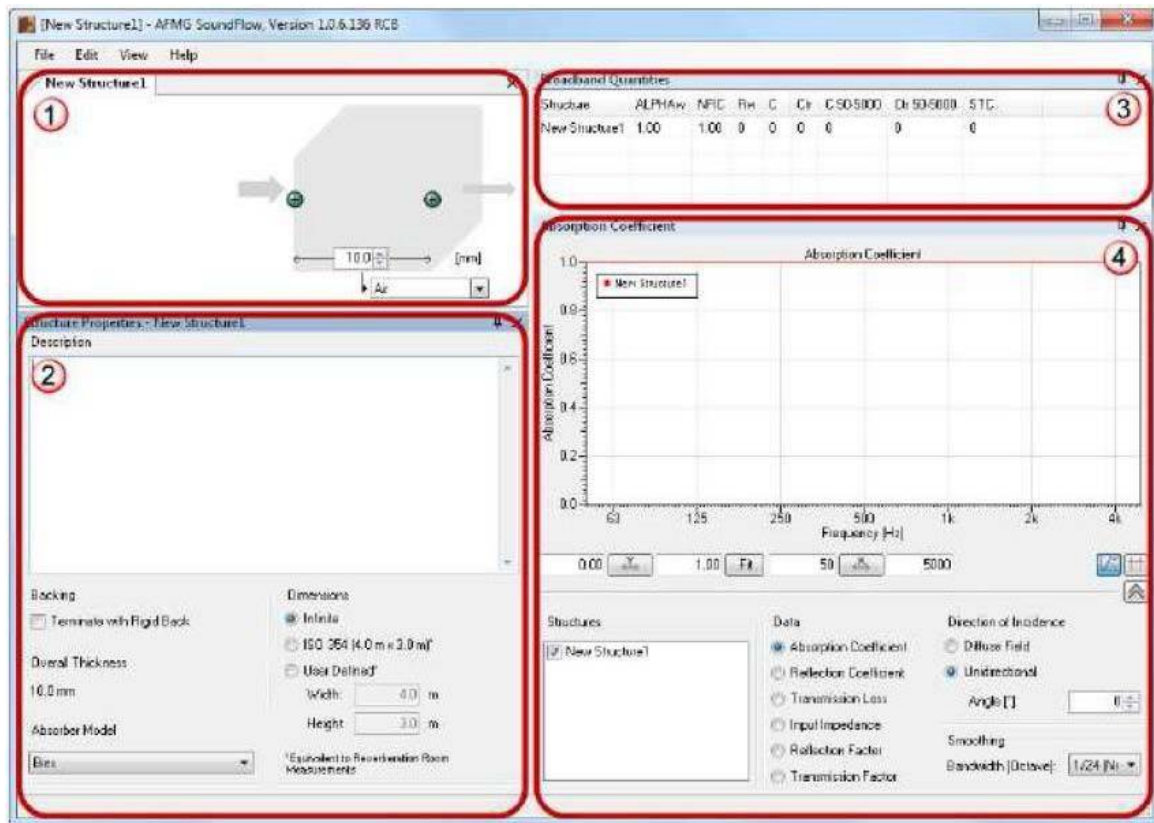 [New Structure1] - AFMG SoundFlow, Version 1.0.6.136 RCB
File Edit View Help
New Structure1
1
10.0 [mm]
Air
Structure Properties - New Structure1
Description
2
Backing
Terminate with Rigid Back
Overall Thickness
10.0 mm
Absorber Model
Bies
Dimensions
Infinite
ISO 354 (4.0 m x 3.0 m)*
User Defined*
Width: 4.0 m
Height: 3.0 m
*Equivalent to Reverberation Room
Measurements
Broadband Quantities
3
Structure ALPHAw NRC Rw C Ctr C 50-5000 Ctr 50-5000 STC
New Structure1 1.00 1.00 0 0 0 0 0 0
Absorption Coefficient
4
Absorption Coefficient
New Structure1
Absorption Coefficient
1.0
0.8
0.6
0.4
0.2
0.0
63 125 250 500 1k 2k 4k
Frequency [Hz]
0.00 Y 1.00 Fit 50 X 5000
Structures
New Structure1
Data
Absorption Coefficient
Reflection Coefficient
Transmission Loss
Input Impedance
Reflection Factor
Transmission Factor
Direction of Incidence
Diffuse Field
Unidirectional
Angle [°] 0
Smoothing
Bandwidth [Octave]: 1/24